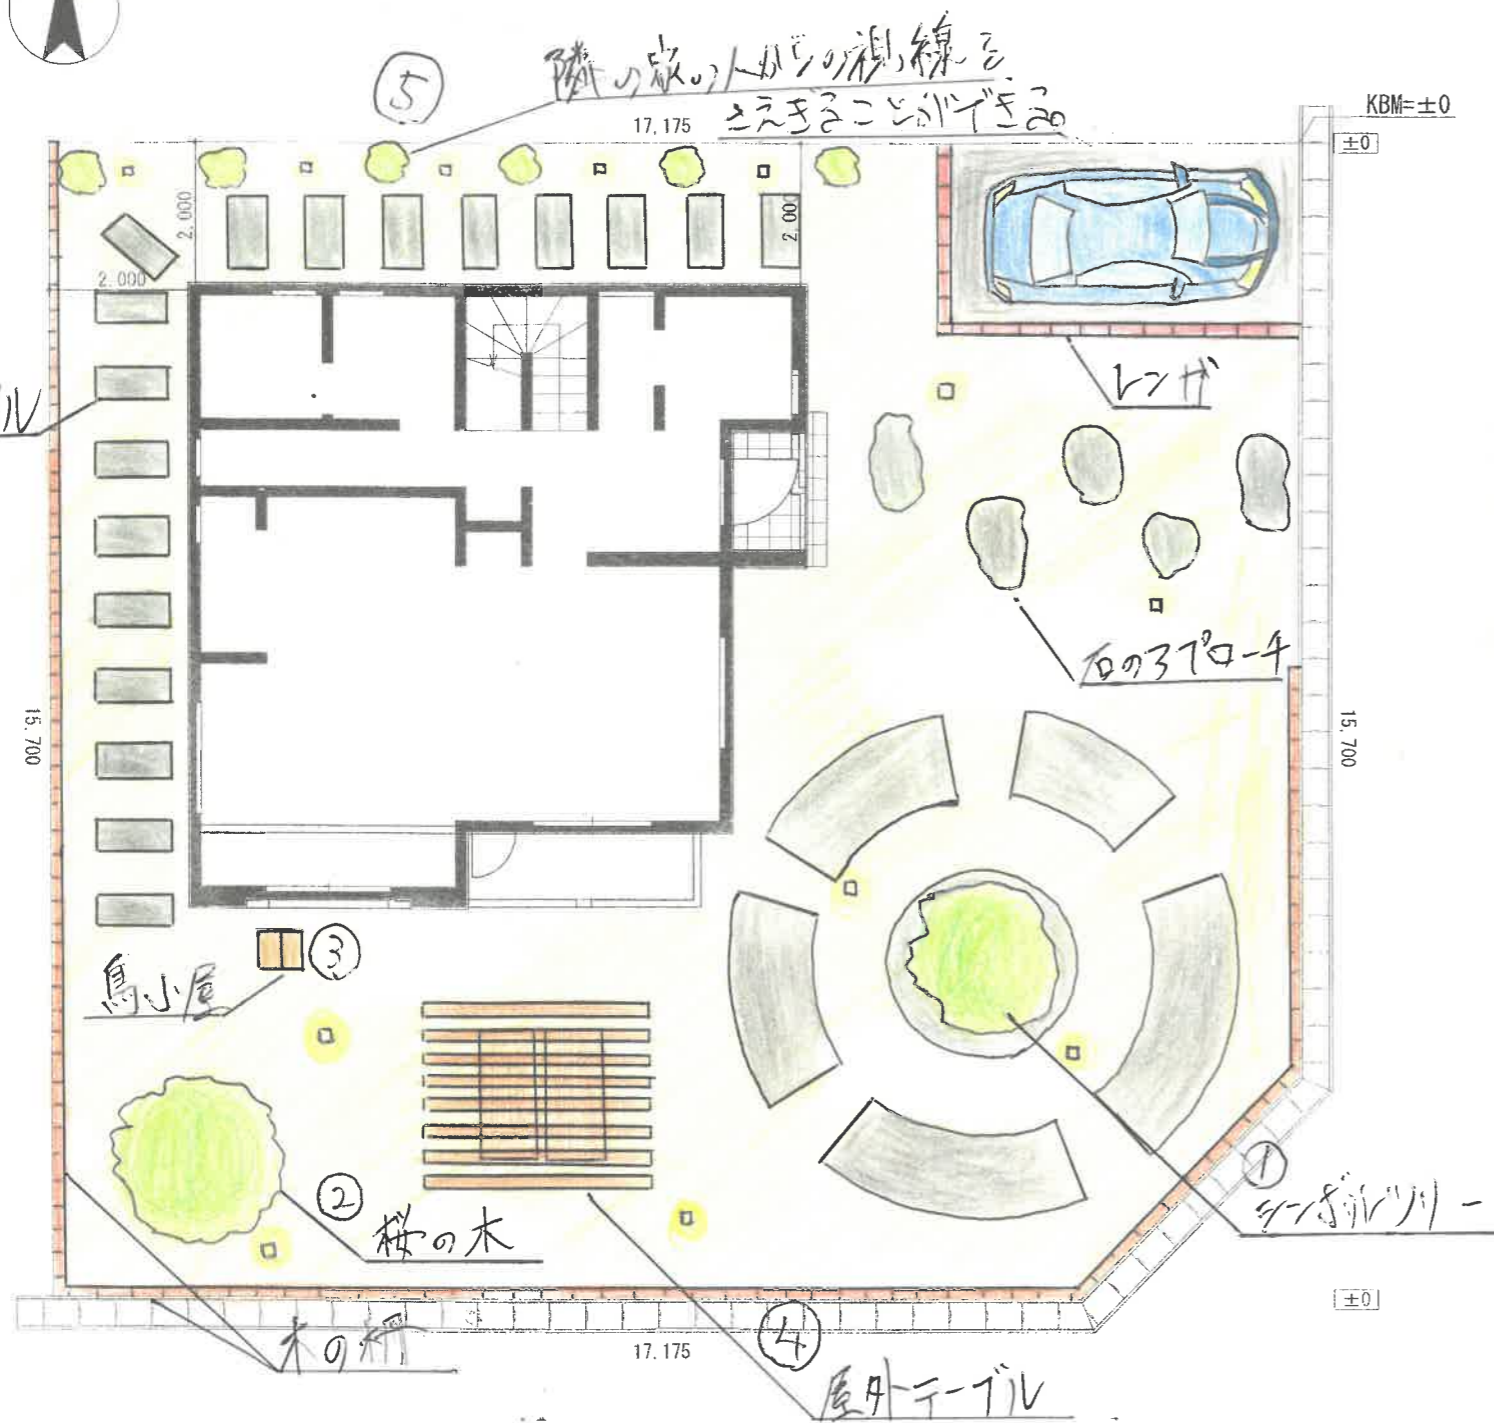 ⑤
隣の家の人からの視線を
さえぎることができる
17,175
KBM=±0
±0
2,000
2,000
2,000
ル
レンガ
石のアプローチ
15,700
15,700
③
鳥小屋
②
桜の木
①
シンボルツリー
木の柵
17,175
④
屋外テーブル
±0